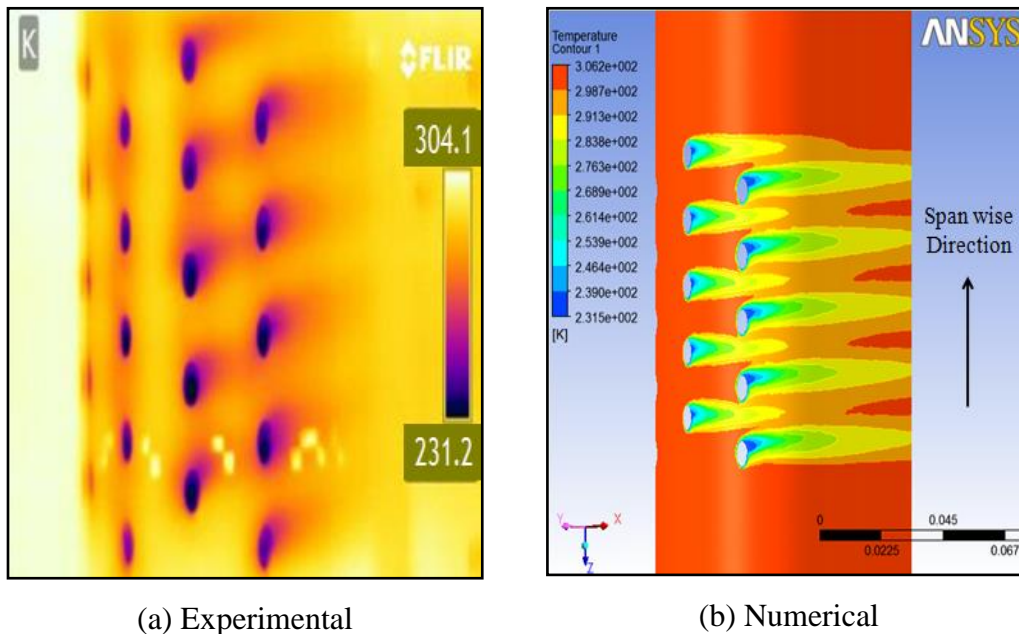 K
FLIR
304.1
231.2
(a) Experimental
Temperature
Contour 1
3.062e+002
2.987e+002
2.913e+002
2.838e+002
2.763e+002
2.689e+002
2.614e+002
2.539e+002
2.464e+002
2.390e+002
2.315e+002
[K]
ANSYS
Span wise
Direction
Y
X
Z
0
0.045
0.0225
0.067
(b) Numerical